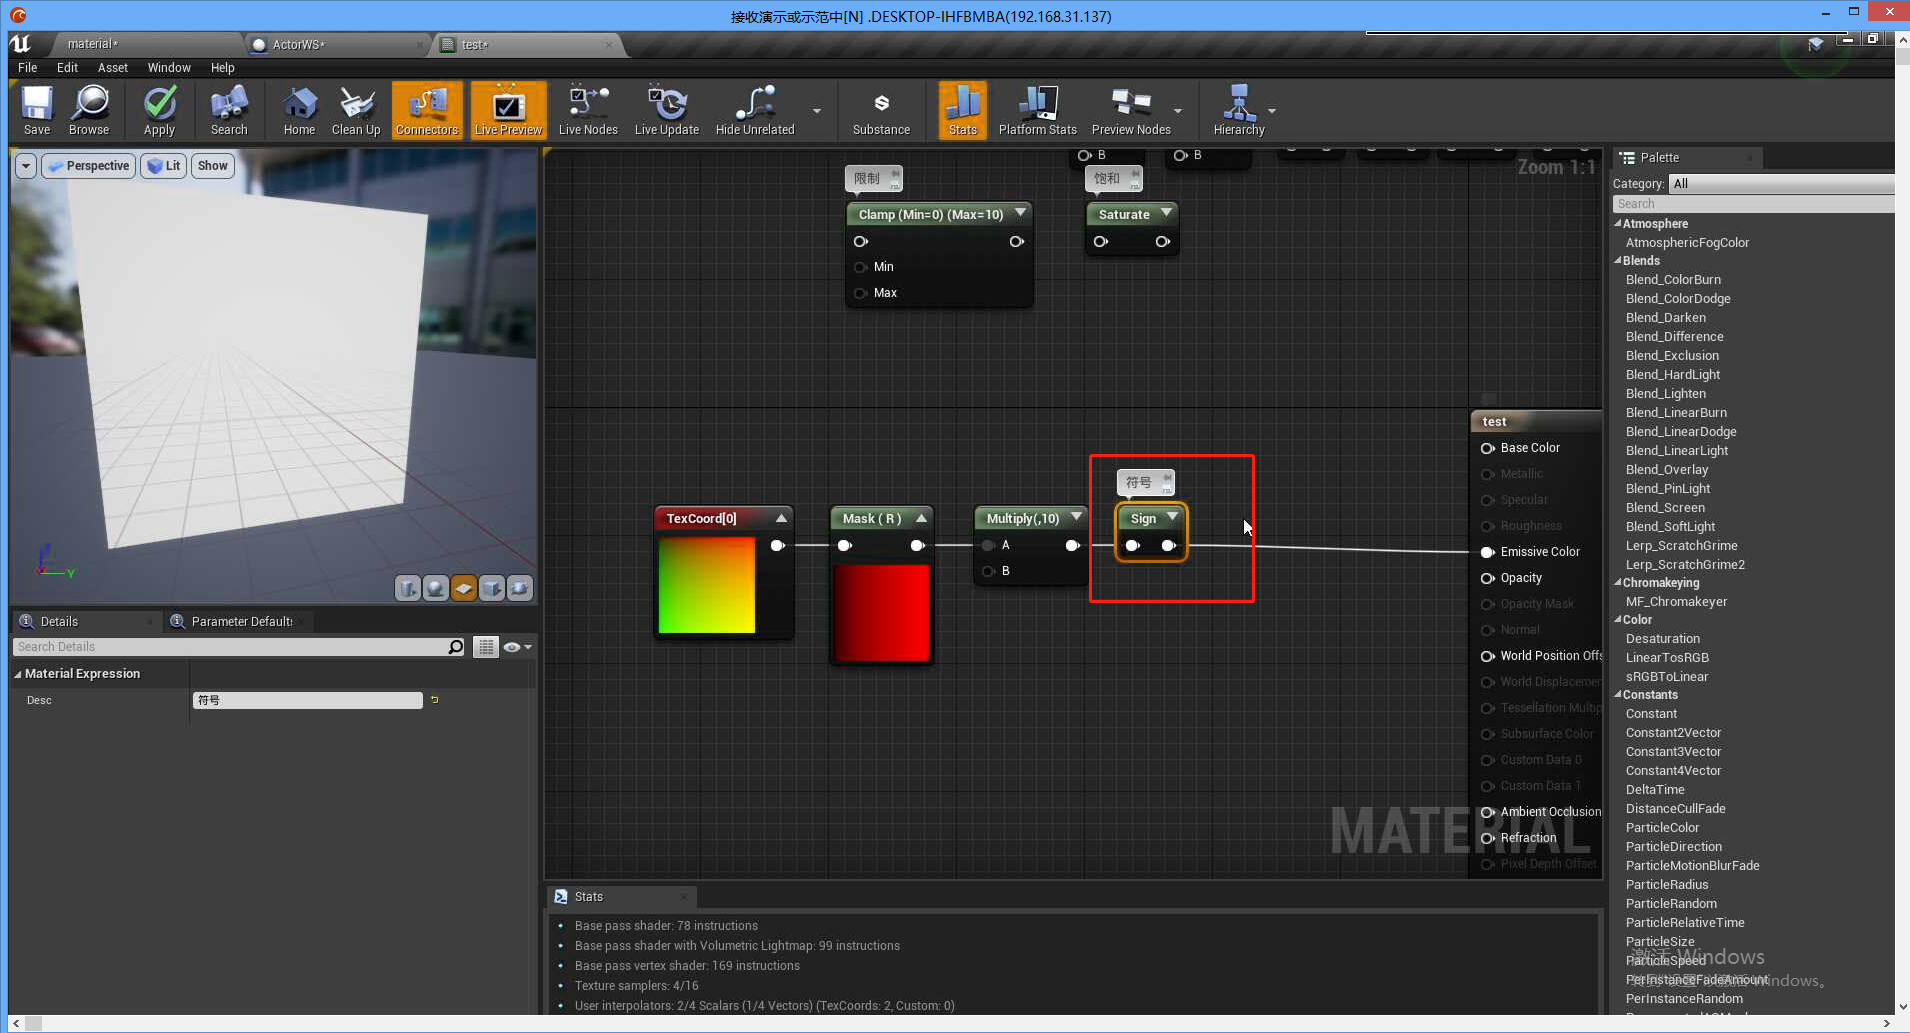 接收演示或示范中[N] .DESKTOP-IHFBMBA(192.168.31.137)
material*
ActorWS*
test*
File Edit Asset Window Help
Save Browse Apply Search Home Clean Up Connectors Live Preview Live Nodes Live Update Hide Unrelated Substance Stats Platform Stats Preview Nodes Hierarchy
Perspective Lit Show
Zoom 1:1
B
B
限制
饱和
Clamp (Min=0) (Max=10)
Min
Max
Saturate
符号
TexCoord[0]
Mask ( R )
Multiply(,10)
A
B
Sign
test
Base Color
Metallic
Specular
Roughness
Emissive Color
Opacity
Opacity Mask
Normal
World Position Offs
World Displacemen
Tessellation Multip
Subsurface Color
Custom Data 0
Custom Data 1
Ambient Occlusion
Refraction
Pixel Depth Offset
MATERIAL
Y
Details
Parameter Default
Search Details
Material Expression
Desc
符号
Stats
Base pass shader: 78 instructions
Base pass shader with Volumetric Lightmap: 99 instructions
Base pass vertex shader: 169 instructions
Texture samplers: 4/16
User interpolators: 2/4 Scalars (1/4 Vectors) (TexCoords: 2, Custom: 0)
Palette
Category: All
Search
Atmosphere
AtmosphericFogColor
Blends
Blend_ColorBurn
Blend_ColorDodge
Blend_Darken
Blend_Difference
Blend_Exclusion
Blend_HardLight
Blend_Lighten
Blend_LinearBurn
Blend_LinearDodge
Blend_LinearLight
Blend_Overlay
Blend_PinLight
Blend_Screen
Blend_SoftLight
Lerp_ScratchGrime
Lerp_ScratchGrime2
Chromakeying
MF_Chromakeyer
Color
Desaturation
LinearTosRGB
sRGBToLinear
Constants
Constant
Constant2Vector
Constant3Vector
Constant4Vector
DeltaTime
DistanceCullFade
ParticleColor
ParticleDirection
ParticleMotionBlurFade
ParticleRadius
ParticleRandom
ParticleRelativeTime
ParticleSize
ParticleSpeed
PerInstanceFadeAmount
PerInstanceRandom
激活 Windows
转到"设置"以激活 Windows。